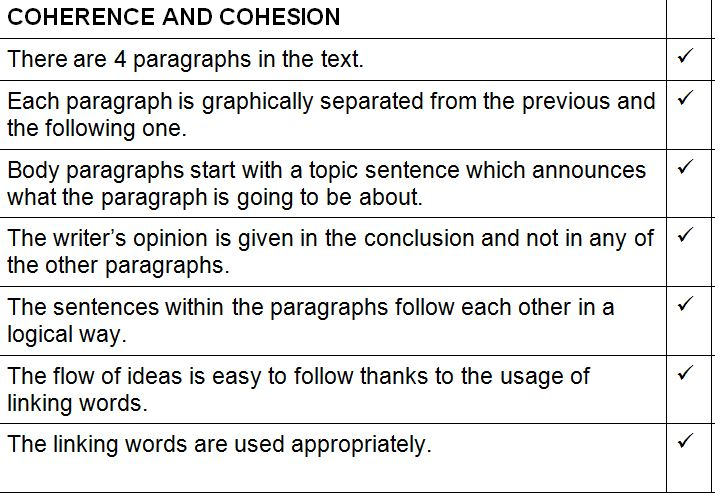 COHERENCE AND COHESION
There are 4 paragraphs in the text. ✓
Each paragraph is graphically separated from the previous and ✓
the following one.
Body paragraphs start with a topic sentence which announces ✓
what the paragraph is going to be about.
The writer’s opinion is given in the conclusion and not in any of ✓
the other paragraphs.
The sentences within the paragraphs follow each other in a ✓
logical way.
The flow of ideas is easy to follow thanks to the usage of ✓
linking words.
The linking words are used appropriately. ✓